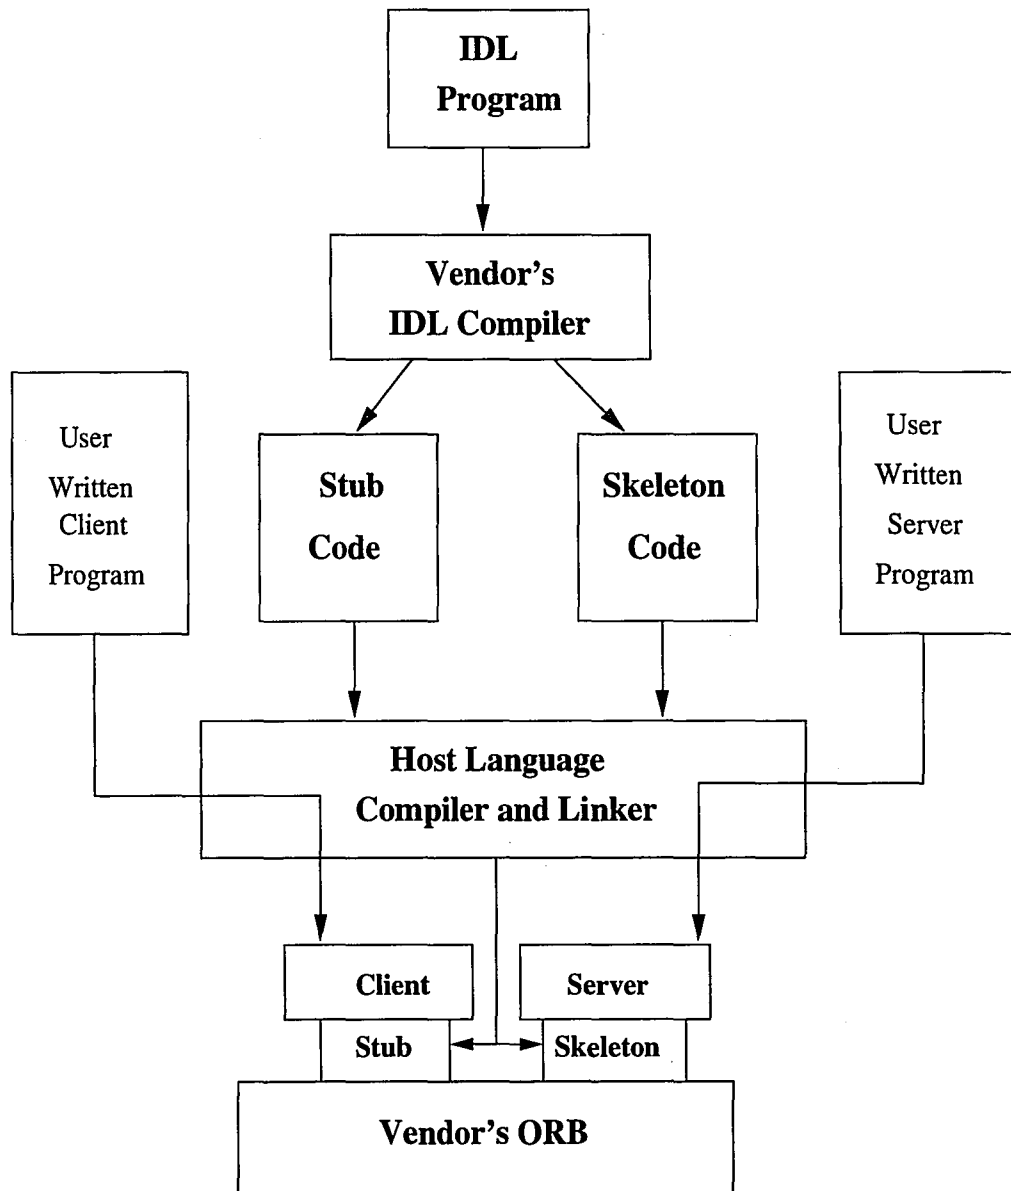 IDL
Program
Vendor's
IDL Compiler
User
Written
Client
Program
Stub
Code
Skeleton
Code
User
Written
Server
Program
Host Language
Compiler and Linker
Client
Server
Stub
Skeleton
Vendor's ORB